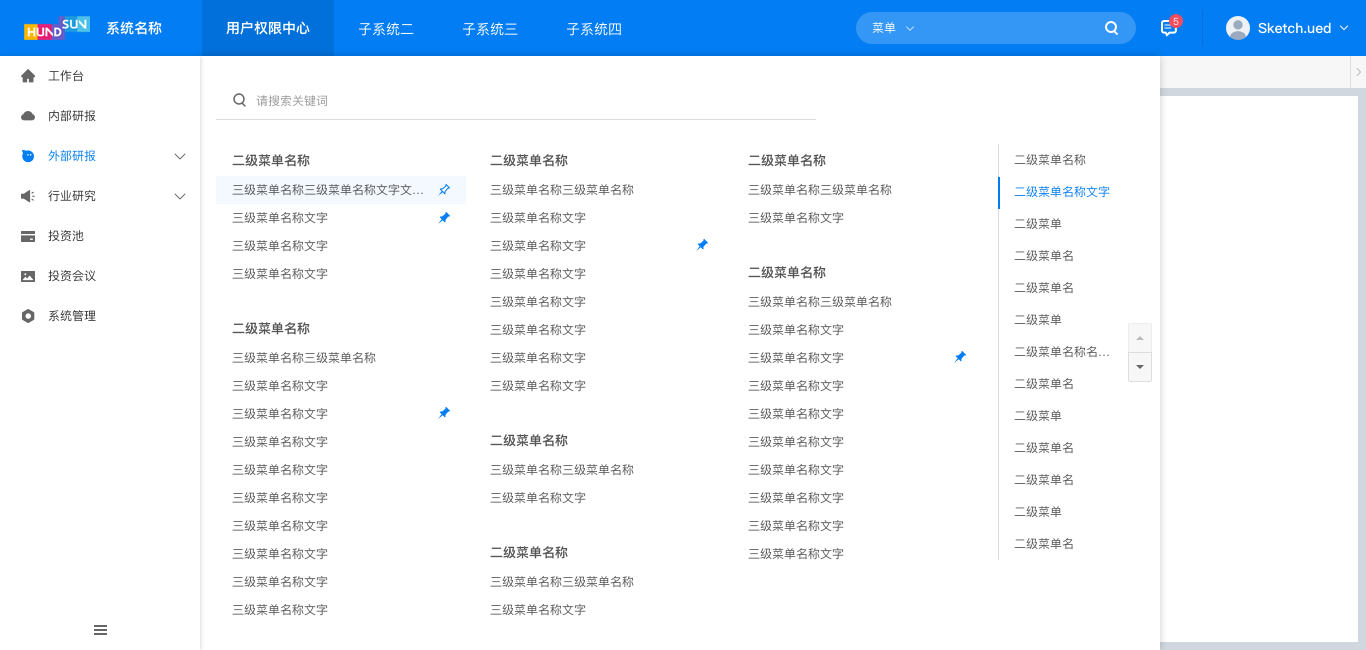 HUND SUN
系统名称
用户权限中心
子系统二
子系统三
子系统四
菜单
5
Sketch.ued
工作台
内部研报
外部研报
行业研究
投资池
投资会议
系统管理
请搜索关键词
二级菜单名称
三级菜单名称三级菜单名称文字文...
三级菜单名称文字
三级菜单名称文字
三级菜单名称文字
二级菜单名称
三级菜单名称三级菜单名称
三级菜单名称文字
三级菜单名称文字
三级菜单名称文字
三级菜单名称文字
三级菜单名称文字
三级菜单名称文字
三级菜单名称文字
三级菜单名称文字
三级菜单名称文字
二级菜单名称
三级菜单名称三级菜单名称
三级菜单名称文字
三级菜单名称文字
三级菜单名称文字
三级菜单名称文字
三级菜单名称文字
三级菜单名称文字
三级菜单名称文字
二级菜单名称
三级菜单名称三级菜单名称
三级菜单名称文字
二级菜单名称
三级菜单名称三级菜单名称
三级菜单名称文字
二级菜单名称
三级菜单名称三级菜单名称
三级菜单名称文字
二级菜单名称
三级菜单名称三级菜单名称
三级菜单名称文字
三级菜单名称文字
三级菜单名称文字
三级菜单名称文字
三级菜单名称文字
三级菜单名称文字
三级菜单名称文字
三级菜单名称文字
三级菜单名称文字
二级菜单名称
二级菜单名称文字
二级菜单
二级菜单名
二级菜单名
二级菜单
二级菜单名称名...
二级菜单名
二级菜单
二级菜单名
二级菜单名
二级菜单
二级菜单名